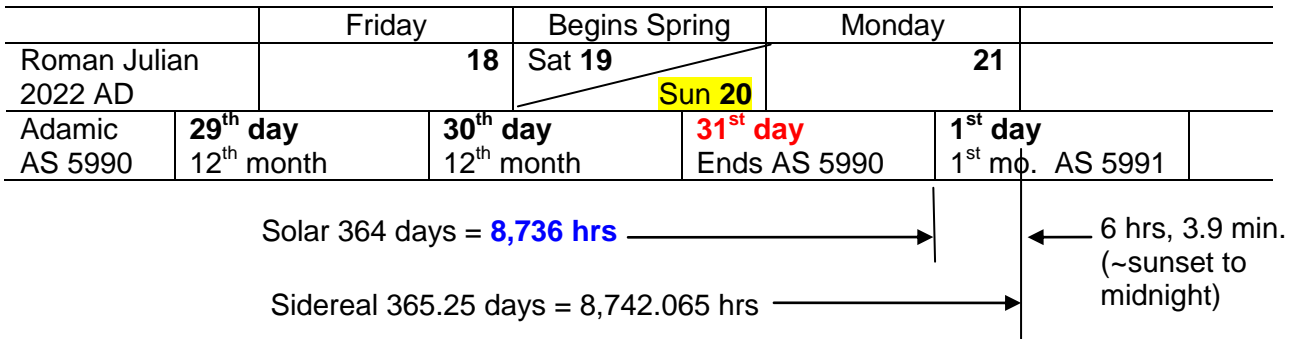 Friday Begins Spring Monday
Roman Julian 18 Sat 19 21
2022 AD Sun 20
Adamic 29th day 30th day 31st day 1st day
AS 5990 12th month 12th month Ends AS 5990 1st mo. AS 5991
Solar 364 days = 8,736 hrs
6 hrs, 3.9 min.
(~sunset to
midnight)
Sidereal 365.25 days = 8,742.065 hrs